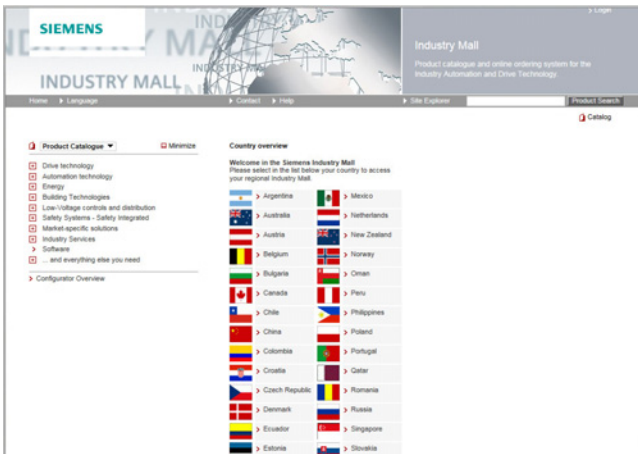 > Login
SIEMENS
INDUSTRY MALL
Industry Mall
Product catalogue and online ordering system for the
Industry Automation and Drive Technology.
Home > Language > Contact > Help > Site Explorer Product Search
Catalog
Product Catalogue Minimize
Drive technology
Automation technology
Energy
Building Technologies
Low-Voltage controls and distribution
Safety Systems - Safety Integrated
Market-specific solutions
Industry Services
> Software
... and everything else you need
> Configurator Overview
Country overview
Welcome in the Siemens Industry Mall
Please select in the list below your country to access
your regional Industry Mall.
> Argentina > Mexico
> Australia > Netherlands
> Austria > New Zealand
> Belgium > Norway
> Bulgaria > Oman
> Canada > Peru
> Chile > Philippines
> China > Poland
> Colombia > Portugal
> Croatia > Qatar
> Czech Republic > Romania
> Denmark > Russia
> Ecuador > Singapore
> Estonia > Slovakia